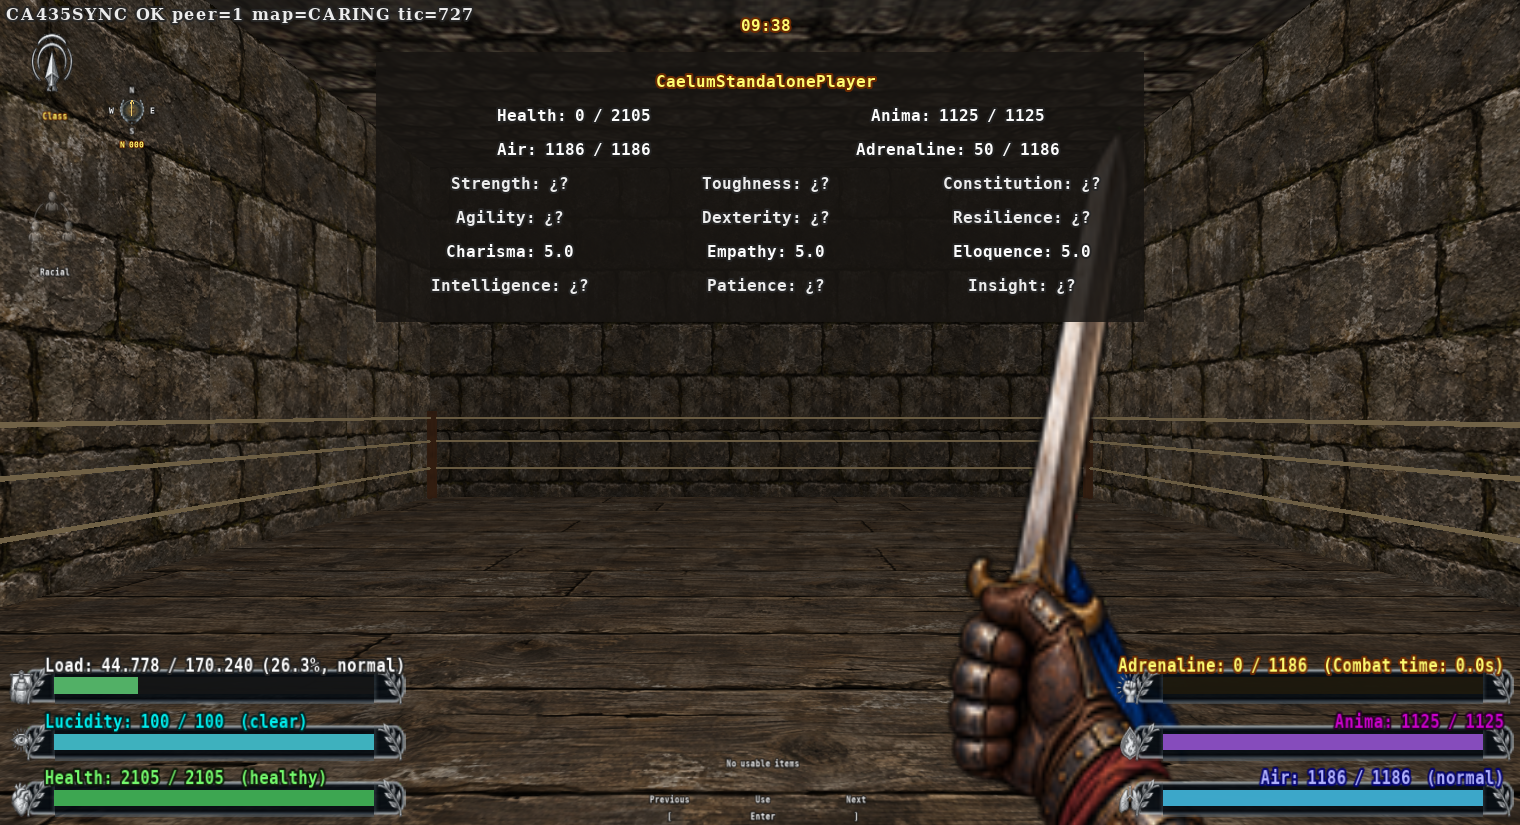 CA435SYNC OK peer=1 map=CARING tic=727
09:38
CaelumStandalonePlayer
Health: 0 / 2105 Anima: 1125 / 1125
Air: 1186 / 1186 Adrenaline: 50 / 1186
Strength: ¿? Toughness: ¿? Constitution: ¿?
Agility: ¿? Dexterity: ¿? Resilience: ¿?
Charisma: 5.0 Empathy: 5.0 Eloquence: 5.0
Intelligence: ¿? Patience: ¿? Insight: ¿?
N
W E
S
N 000
Class
Racial
Load: 44.778 / 170.240 (26.3%, normal)
Lucidity: 100 / 100 (clear)
Health: 2105 / 2105 (healthy)
Adrenaline: 0 / 1186 (Combat time: 0.0s)
Anima: 1125 / 1125
Air: 1186 / 1186 (normal)
No usable items
Previous Use Next
[ Enter ]